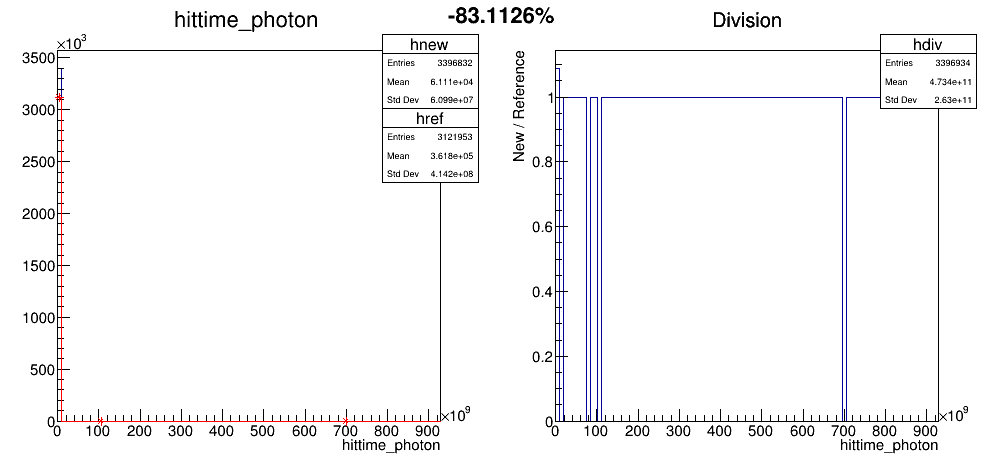 -83.1126%
hittime_photon
×10³
3500
3000
2500
2000
1500
1000
500
0
0 100 200 300 400 500 600 700 800 900
×10⁹
hittime_photon
hnew
Entries 3396832
Mean 6.111e+04
Std Dev 6.099e+07
href
Entries 3121953
Mean 3.618e+05
Std Dev 4.142e+08
Division
New / Reference
1
0.8
0.6
0.4
0.2
0
0 100 200 300 400 500 600 700 800 900
×10⁹
hittime_photon
hdiv
Entries 3396934
Mean 4.734e+11
Std Dev 2.63e+11